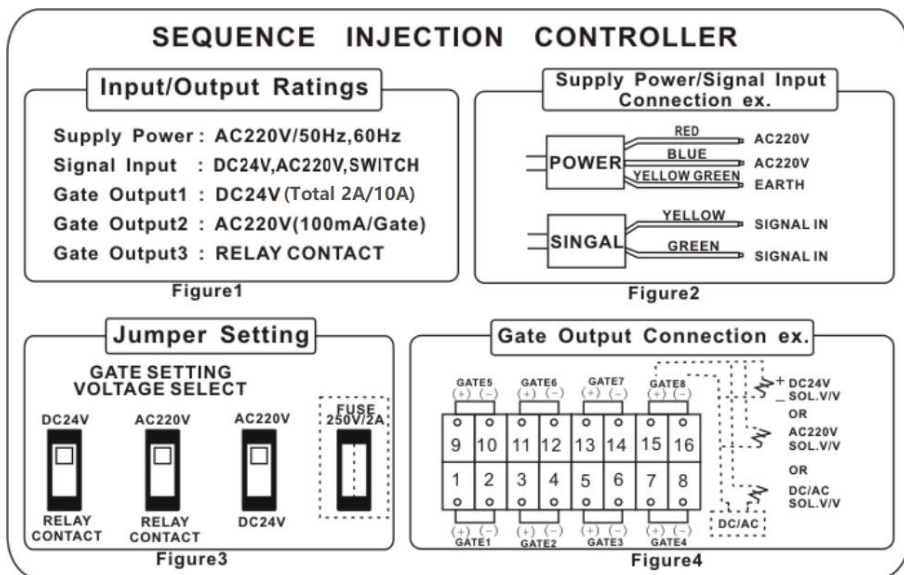 SEQUENCE INJECTION CONTROLLER
Input/Output Ratings
Supply Power : AC220V/50Hz,60Hz
Signal Input : DC24V,AC220V,SWITCH
Gate Output1 : DC24V (Total 2A/10A)
Gate Output2 : AC220V(100mA/Gate)
Gate Output3 : RELAY CONTACT
Figure1
Supply Power/Signal Input
Connection ex.
POWER
RED
AC220V
BLUE
AC220V
YELLOW GREEN
EARTH
SINGAL
YELLOW
SIGNAL IN
GREEN
SIGNAL IN
Figure2
Jumper Setting
GATE SETTING
VOLTAGE SELECT
DC24V
AC220V
AC220V
FUSE
250V/2A
RELAY
CONTACT
RELAY
CONTACT
DC24V
Figure3
Gate Output Connection ex.
GATE5 GATE6 GATE7 GATE8
(+) (-) (+) (-) (+) (-) (+) (-)
9 10 11 12 13 14 15 16
1 2 3 4 5 6 7 8
(+) (-) (+) (-) (+) (-) (+) (-)
GATE1 GATE2 GATE3 GATE4
+ DC24V
- SOL.V/V
OR
AC220V
SOL.V/V
OR
DC/AC
SOL.V/V
DC/AC
Figure4